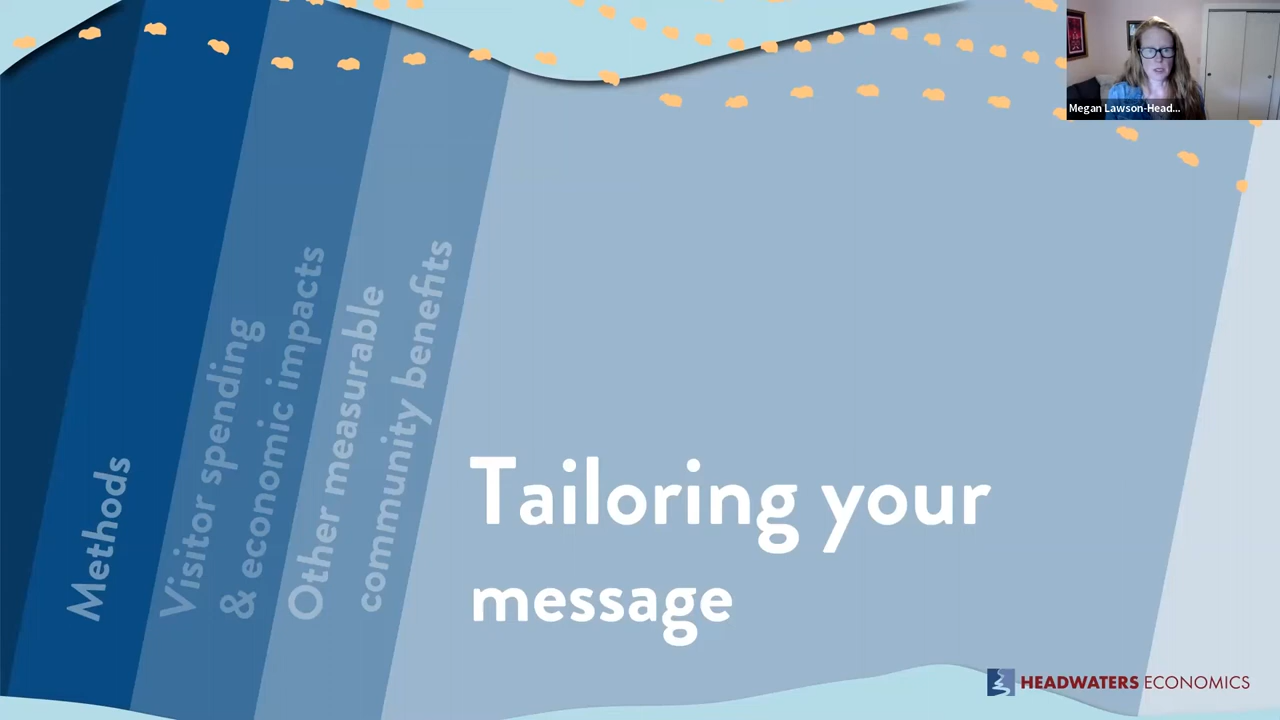 Megan Lawson-Head...
Methods
Visitor spending
& economic impacts
Other measurable
community benefits
Tailoring your
message
HEADWATERS ECONOMICS